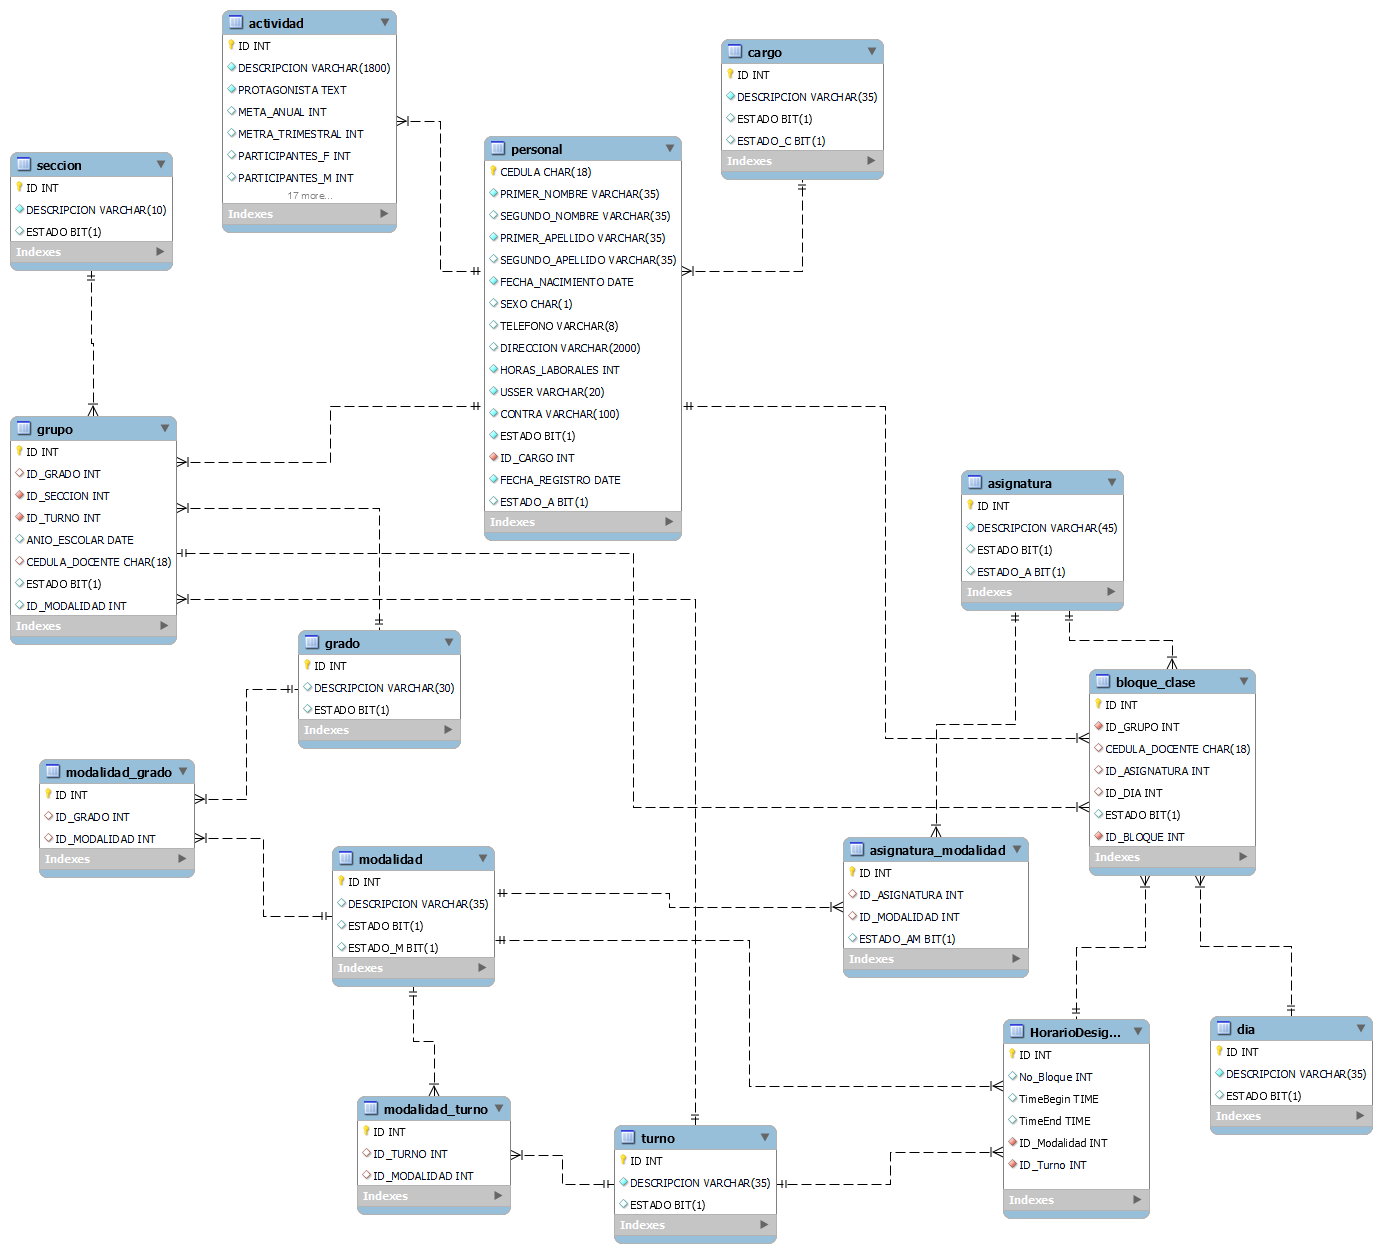 actividad
ID INT
DESCRIPCION VARCHAR(1800)
PROTAGONISTA TEXT
META_ANUAL INT
METRA_TRIMESTRAL INT
PARTICIPANTES_F INT
PARTICIPANTES_M INT
17 more...
Indexes
cargo
ID INT
DESCRIPCION VARCHAR(35)
ESTADO BIT(1)
ESTADO_C BIT(1)
Indexes
seccion
ID INT
DESCRIPCION VARCHAR(10)
ESTADO BIT(1)
Indexes
personal
CEDULA CHAR(18)
PRIMER_NOMBRE VARCHAR(35)
SEGUNDO_NOMBRE VARCHAR(35)
PRIMER_APELLIDO VARCHAR(35)
SEGUNDO_APELLIDO VARCHAR(35)
FECHA_NACIMIENTO DATE
SEXO CHAR(1)
TELEFONO VARCHAR(8)
DIRECCION VARCHAR(2000)
HORAS_LABORALES INT
USSER VARCHAR(20)
CONTRA VARCHAR(100)
ESTADO BIT(1)
ID_CARGO INT
FECHA_REGISTRO DATE
ESTADO_A BIT(1)
Indexes
grupo
ID INT
ID_GRADO INT
ID_SECCION INT
ID_TURNO INT
ANIO_ESCOLAR DATE
CEDULA_DOCENTE CHAR(18)
ESTADO BIT(1)
ID_MODALIDAD INT
Indexes
asignatura
ID INT
DESCRIPCION VARCHAR(45)
ESTADO BIT(1)
ESTADO_A BIT(1)
Indexes
grado
ID INT
DESCRIPCION VARCHAR(30)
ESTADO BIT(1)
Indexes
bloque_clase
ID INT
ID_GRUPO INT
CEDULA_DOCENTE CHAR(18)
ID_ASIGNATURA INT
ID_DIA INT
ESTADO BIT(1)
ID_BLOQUE INT
Indexes
modalidad_grado
ID INT
ID_GRADO INT
ID_MODALIDAD INT
Indexes
modalidad
ID INT
DESCRIPCION VARCHAR(35)
ESTADO BIT(1)
ESTADO_M BIT(1)
Indexes
asignatura_modalidad
ID INT
ID_ASIGNATURA INT
ID_MODALIDAD INT
ESTADO_AM BIT(1)
Indexes
HorarioDesig...
ID INT
No_Bloque INT
TimeBegin TIME
TimeEnd TIME
ID_Modalidad INT
ID_Turno INT
Indexes
dia
ID INT
DESCRIPCION VARCHAR(35)
ESTADO BIT(1)
Indexes
modalidad_turno
ID INT
ID_TURNO INT
ID_MODALIDAD INT
Indexes
turno
ID INT
DESCRIPCION VARCHAR(35)
ESTADO BIT(1)
Indexes